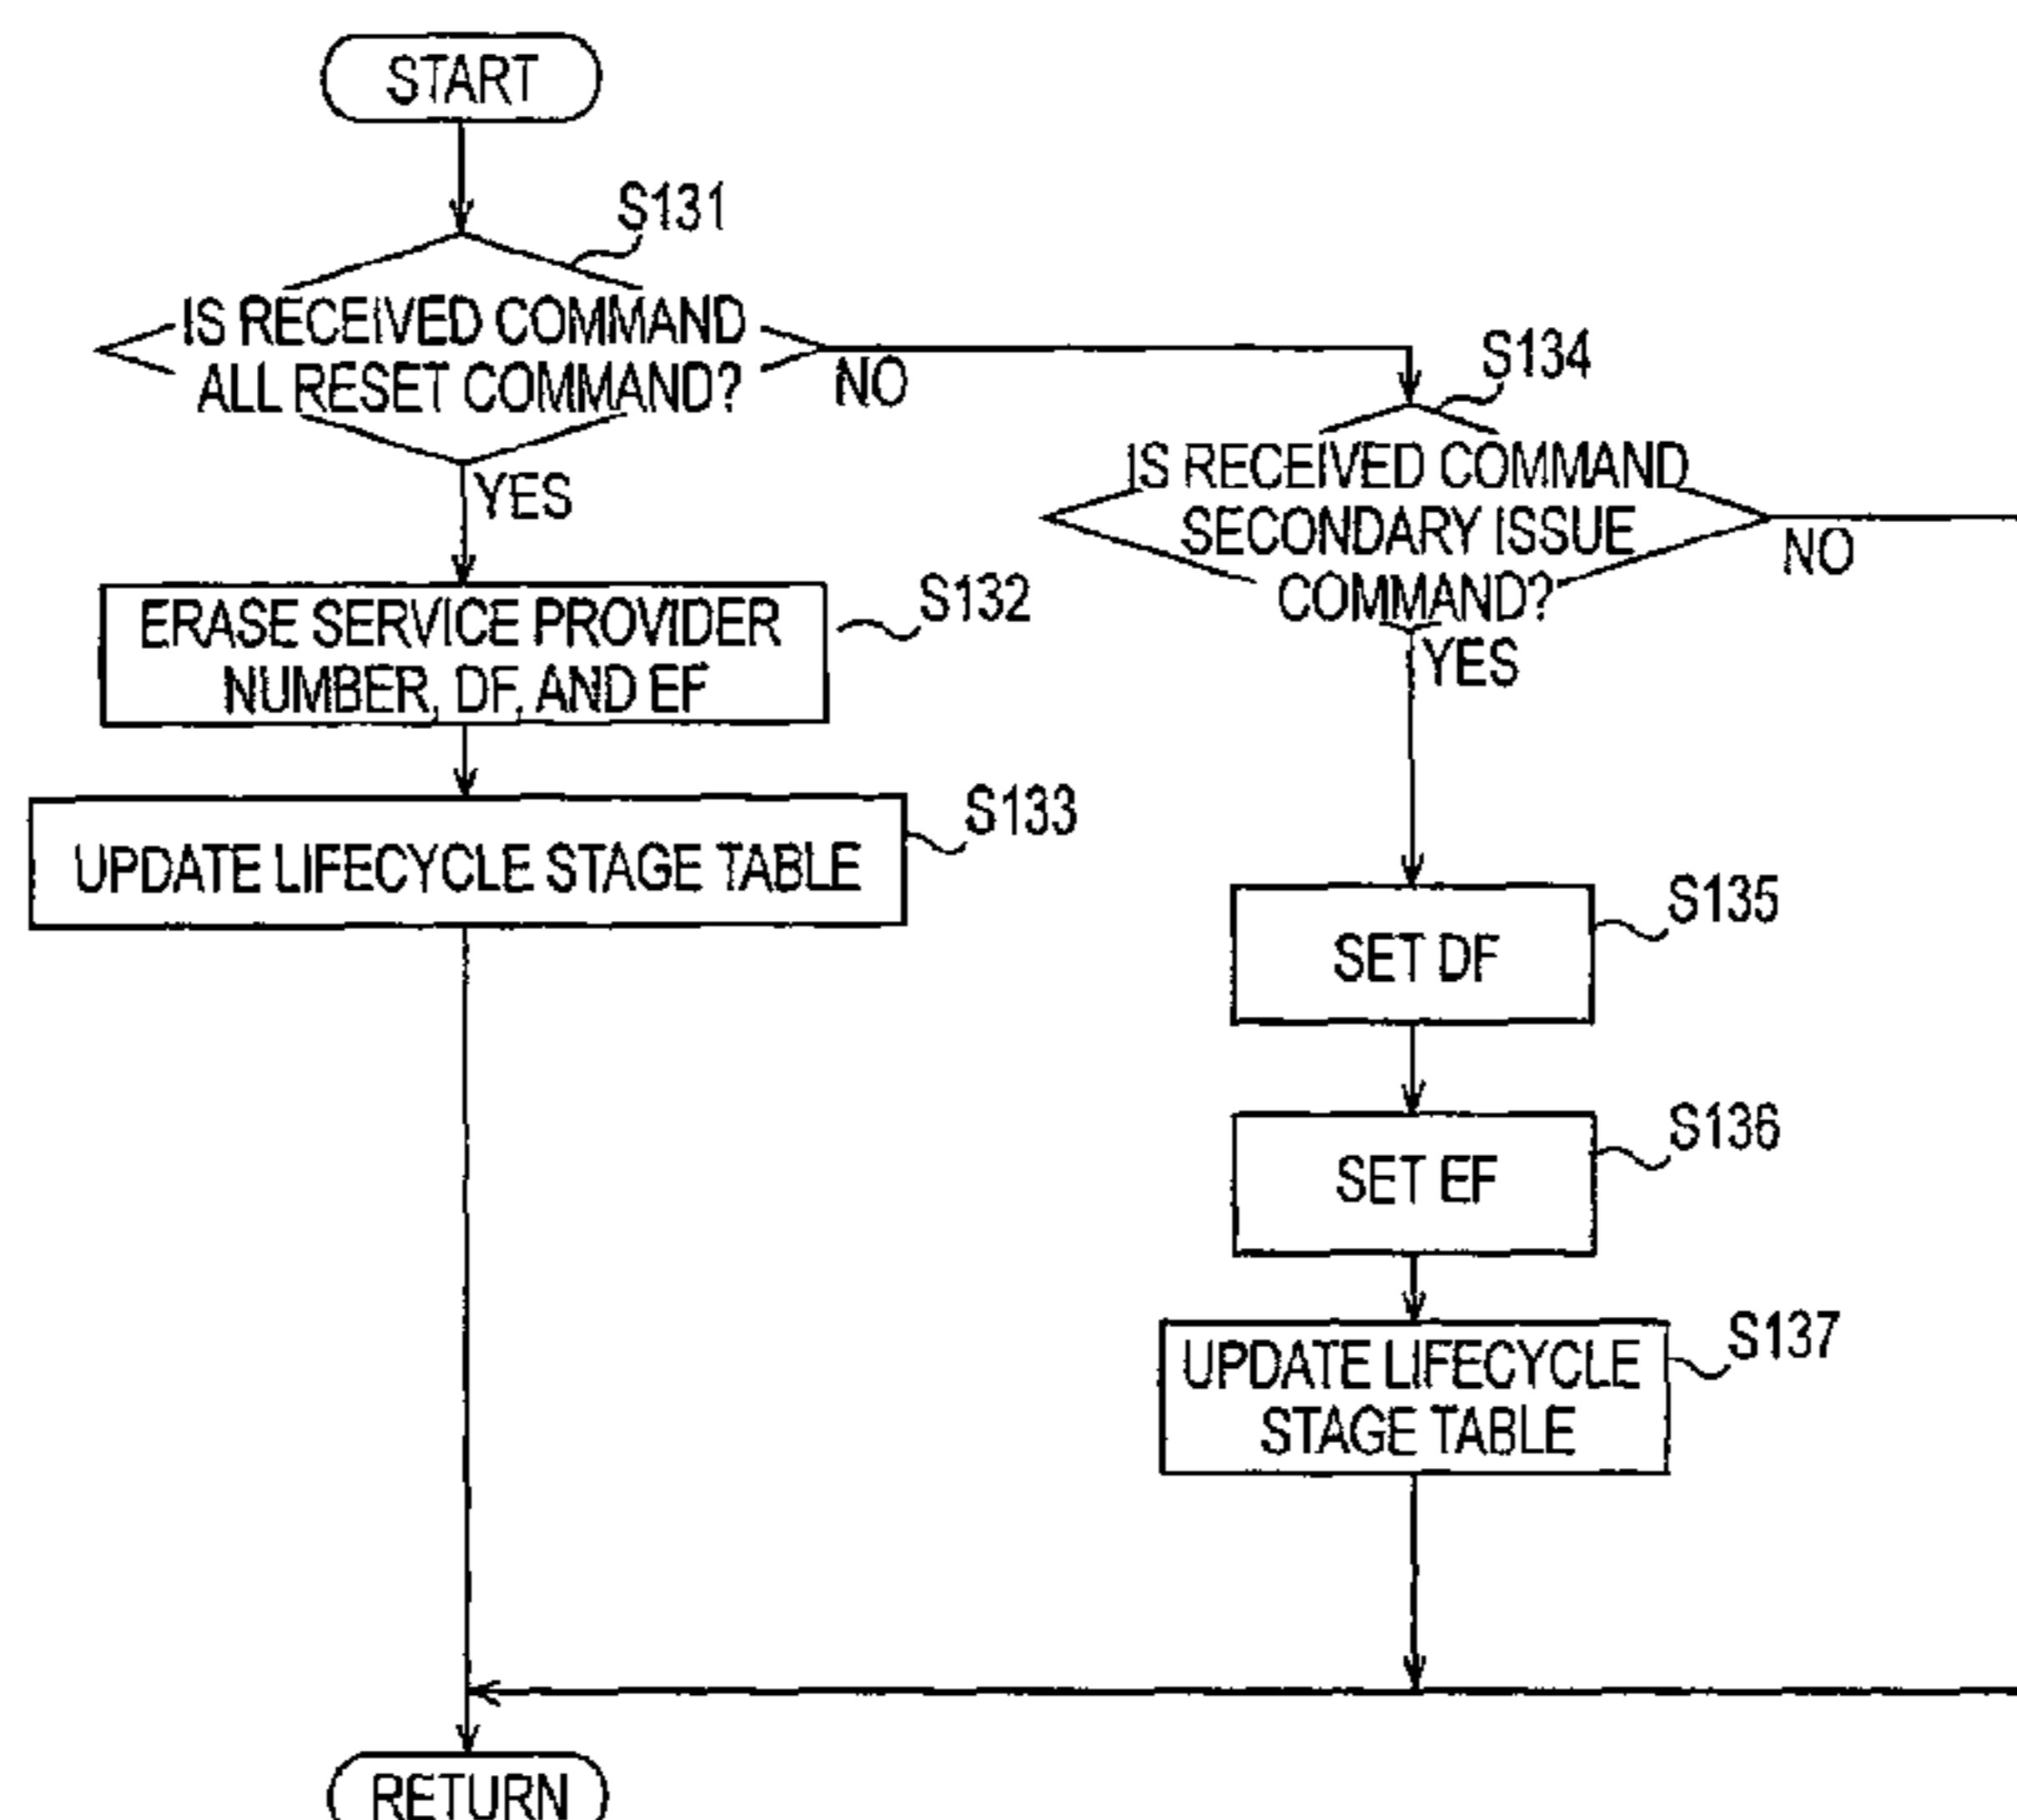 START
S131
IS RECEIVED COMMAND
ALL RESET COMMAND?
NO
YES
S132
ERASE SERVICE PROVIDER
NUMBER, DF, AND EF
S133
UPDATE LIFECYCLE STAGE TABLE
S134
IS RECEIVED COMMAND
SECONDARY ISSUE
COMMAND?
NO
YES
S135
SET DF
S136
SET EF
S137
UPDATE LIFECYCLE
STAGE TABLE
RETURN